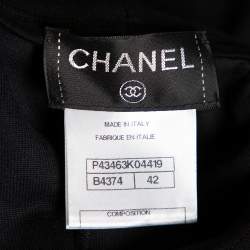 CHANEL
MADE IN ITALY
FABRIQUE EN ITALIE
P43463K04419
B4374 42
COMPOSITION